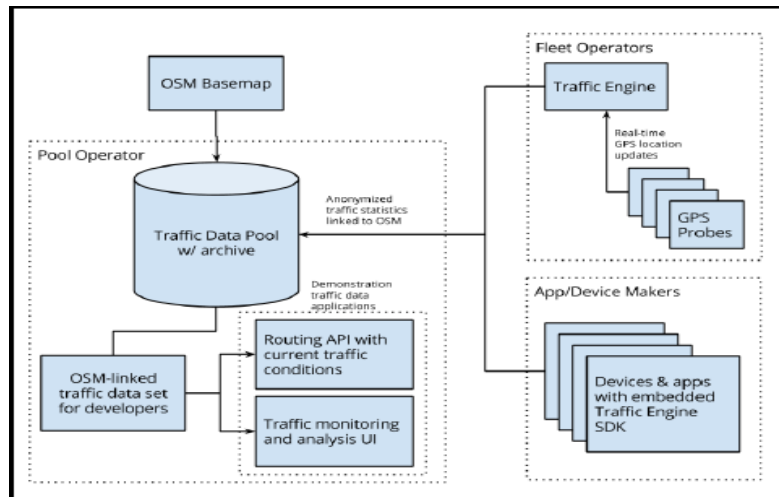 OSM Basemap
Pool Operator
Traffic Data Pool
w/ archive
Anonymized
traffic statistics
linked to OSM
Demonstration
traffic data
applications
OSM-linked
traffic data set
for developers
Routing API with
current traffic
conditions
Traffic monitoring
and analysis UI
Fleet Operators
Traffic Engine
Real-time
GPS location
updates
GPS
Probes
App/Device Makers
Devices & apps
with embedded
Traffic Engine
SDK